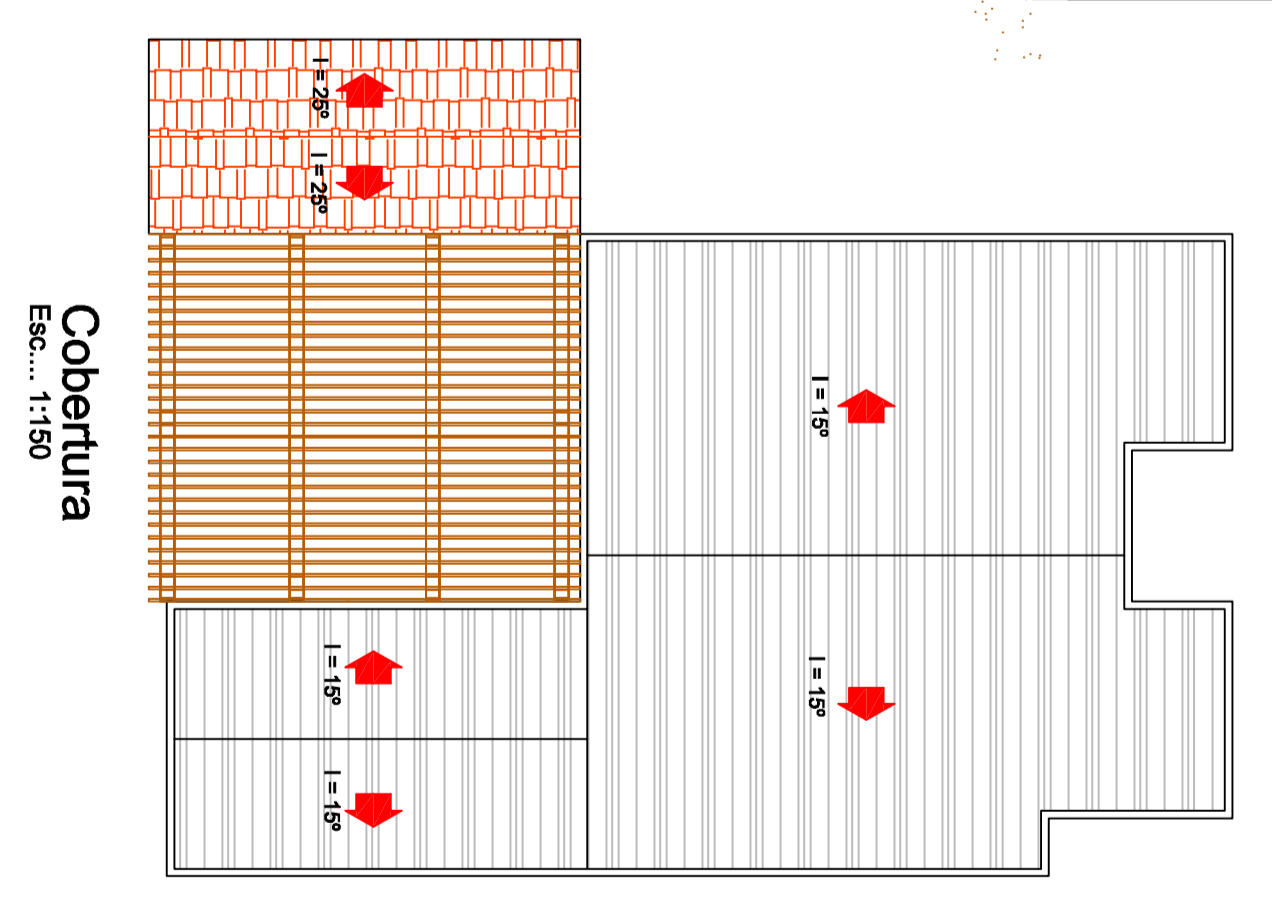 Cobertura
Esc.... 1:150
I = 25º
I = 25º
I = 15º
I = 15º
I = 15º
I = 15º